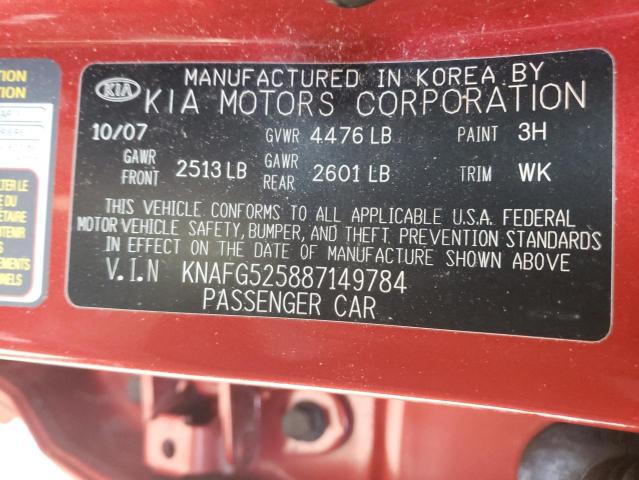 KIA
MANUFACTURED IN KOREA BY
KIA MOTORS CORPORATION
10/07 GVWR 4476 LB PAINT 3H
GAWR FRONT 2513 LB GAWR REAR 2601 LB TRIM WK
THIS VEHICLE CONFORMS TO ALL APPLICABLE U.S.A. FEDERAL
MOTOR VEHICLE SAFETY, BUMPER, AND THEFT PREVENTION STANDARDS
IN EFFECT ON THE DATE OF MANUFACTURE SHOWN ABOVE
V.I.N KNAFG525887149784
PASSENGER CAR